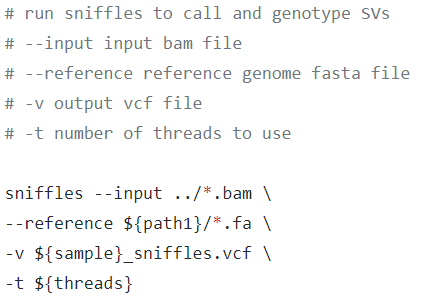 # run sniffles to call and genotype SVs
# --input input bam file
# --reference reference genome fasta file
# -v output vcf file
# -t number of threads to use
sniffles --input ../*.bam \
--reference ${path1}/*.fa \
-v ${sample}_sniffles.vcf \
-t ${threads}